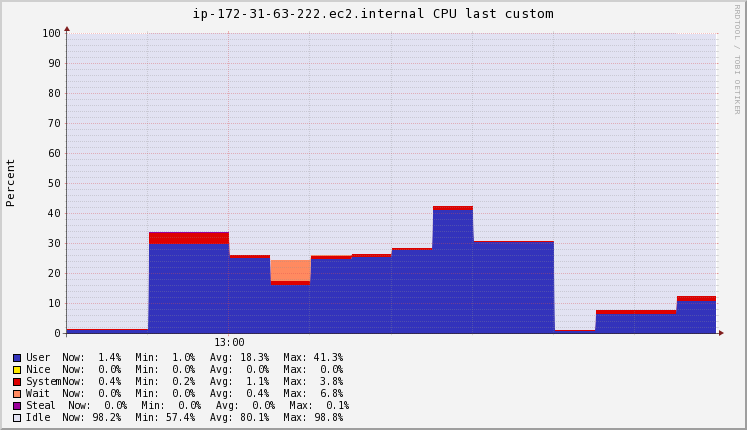 ip-172-31-63-222.ec2.internal CPU last custom
RRDTOOL / TOBI OETIKER
Percent
100
90
80
70
60
50
40
30
20
10
0
13:00
User Now: 1.4% Min: 1.0% Avg: 18.3% Max: 41.3%
Nice Now: 0.0% Min: 0.0% Avg: 0.0% Max: 0.0%
System Now: 0.4% Min: 0.2% Avg: 1.1% Max: 3.8%
Wait Now: 0.0% Min: 0.0% Avg: 0.4% Max: 6.8%
Steal Now: 0.0% Min: 0.0% Avg: 0.0% Max: 0.1%
Idle Now: 98.2% Min: 57.4% Avg: 80.1% Max: 98.8%